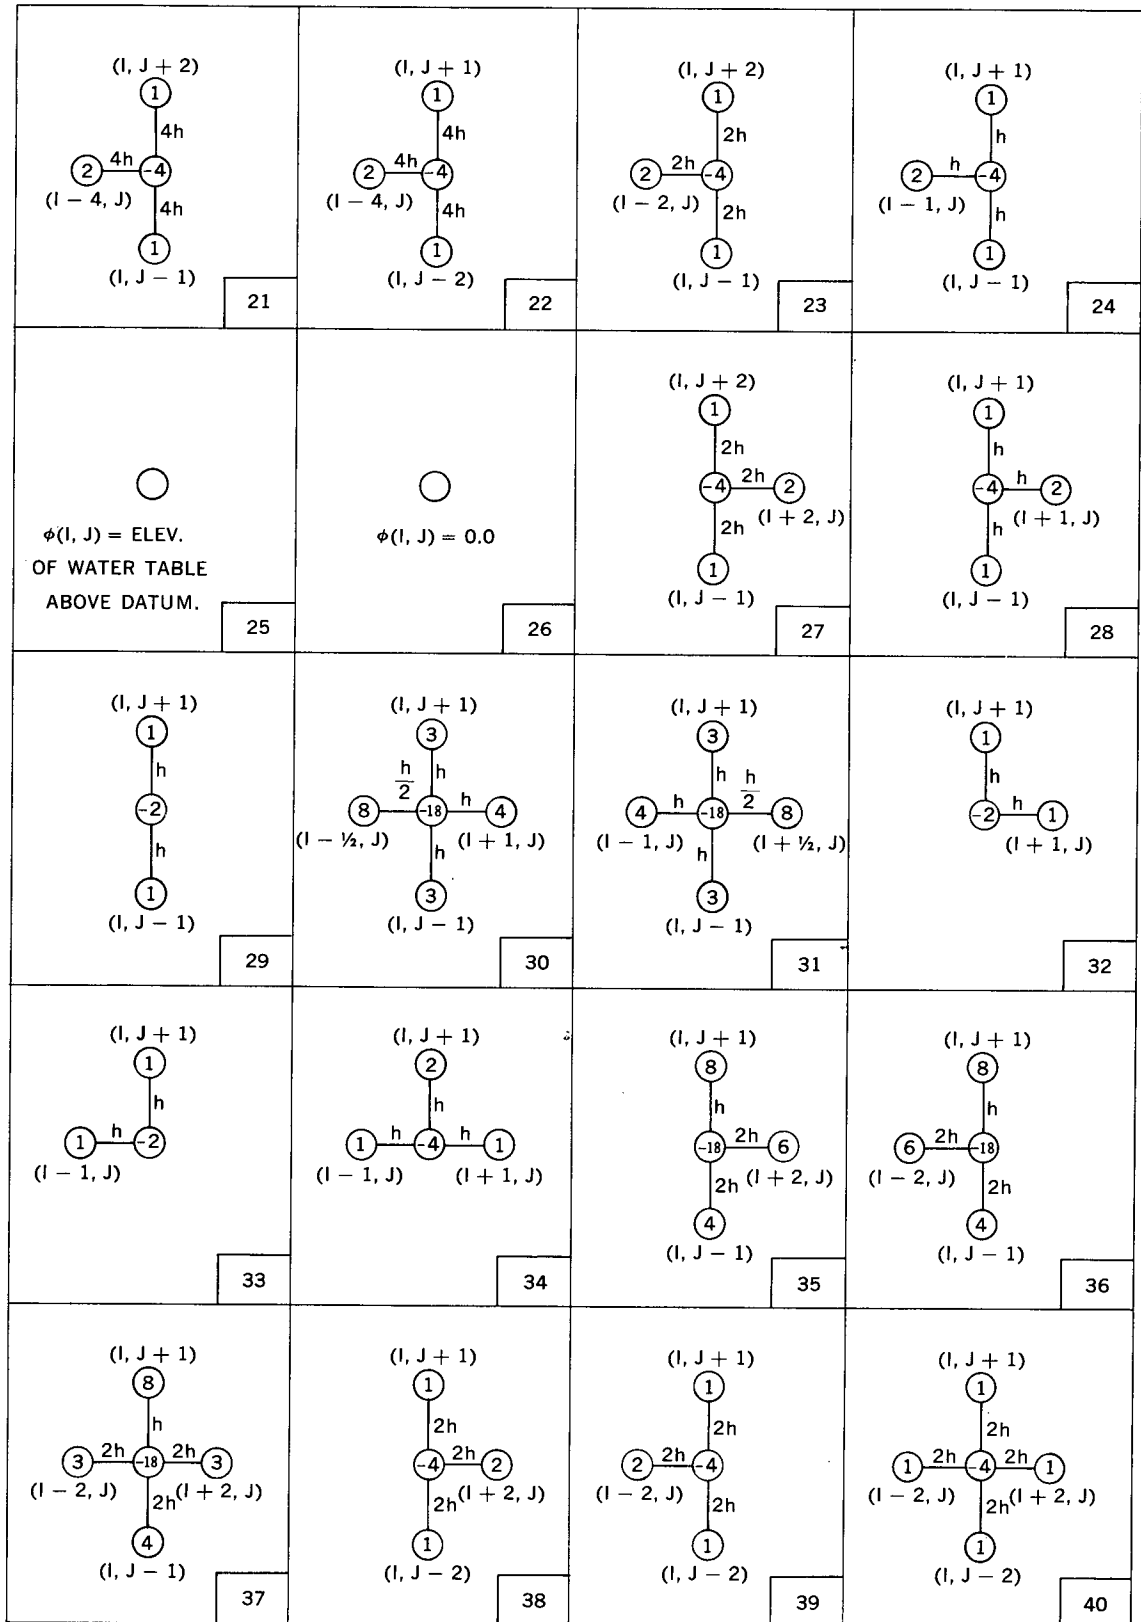 (I, J + 2)
1
4h
2 4h -4
(I − 4, J)
4h
1
(I, J − 1)
21
(I, J + 1)
1
4h
2 4h -4
(I − 4, J)
4h
1
(I, J − 2)
22
(I, J + 2)
1
2h
2 2h -4
(I − 2, J)
2h
1
(I, J − 1)
23
(I, J + 1)
1
h
2 h -4
(I − 1, J)
h
1
(I, J − 1)
24
ϕ(I, J) = ELEV.
OF WATER TABLE
ABOVE DATUM.
25
ϕ(I, J) = 0.0
26
(I, J + 2)
1
2h
-4 2h 2
(I + 2, J)
2h
1
(I, J − 1)
27
(I, J + 1)
1
h
-4 h 2
(I + 1, J)
h
1
(I, J − 1)
28
(I, J + 1)
1
h
-2
h
1
(I, J − 1)
29
(I, J + 1)
3
h
8 h/2 -18 h 4
(I − ½, J) (I + 1, J)
h
3
(I, J − 1)
30
(I, J + 1)
3
h
4 h -18 h/2 8
(I − 1, J) (I + ½, J)
h
3
(I, J − 1)
31
(I, J + 1)
1
h
-2 h 1
(I + 1, J)
32
(I, J + 1)
1
h
1 h -2
(I − 1, J)
33
(I, J + 1)
2
h
1 h -4 h 1
(I − 1, J) (I + 1, J)
34
(I, J + 1)
8
h
-18 2h 6
2h (I + 2, J)
4
(I, J − 1)
35
(I, J + 1)
8
h
6 2h -18
(I − 2, J) 2h
4
(I, J − 1)
36
(I, J + 1)
8
h
3 2h -18 2h 3
(I − 2, J) 2h (I + 2, J)
4
(I, J − 1)
37
(I, J + 1)
1
2h
-4 2h 2
2h (I + 2, J)
1
(I, J − 2)
38
(I, J + 1)
1
2h
2 2h -4
(I − 2, J) 2h
1
(I, J − 2)
39
(I, J + 1)
1
2h
1 2h -4 2h 1
(I − 2, J) 2h (I + 2, J)
1
(I, J − 2)
40